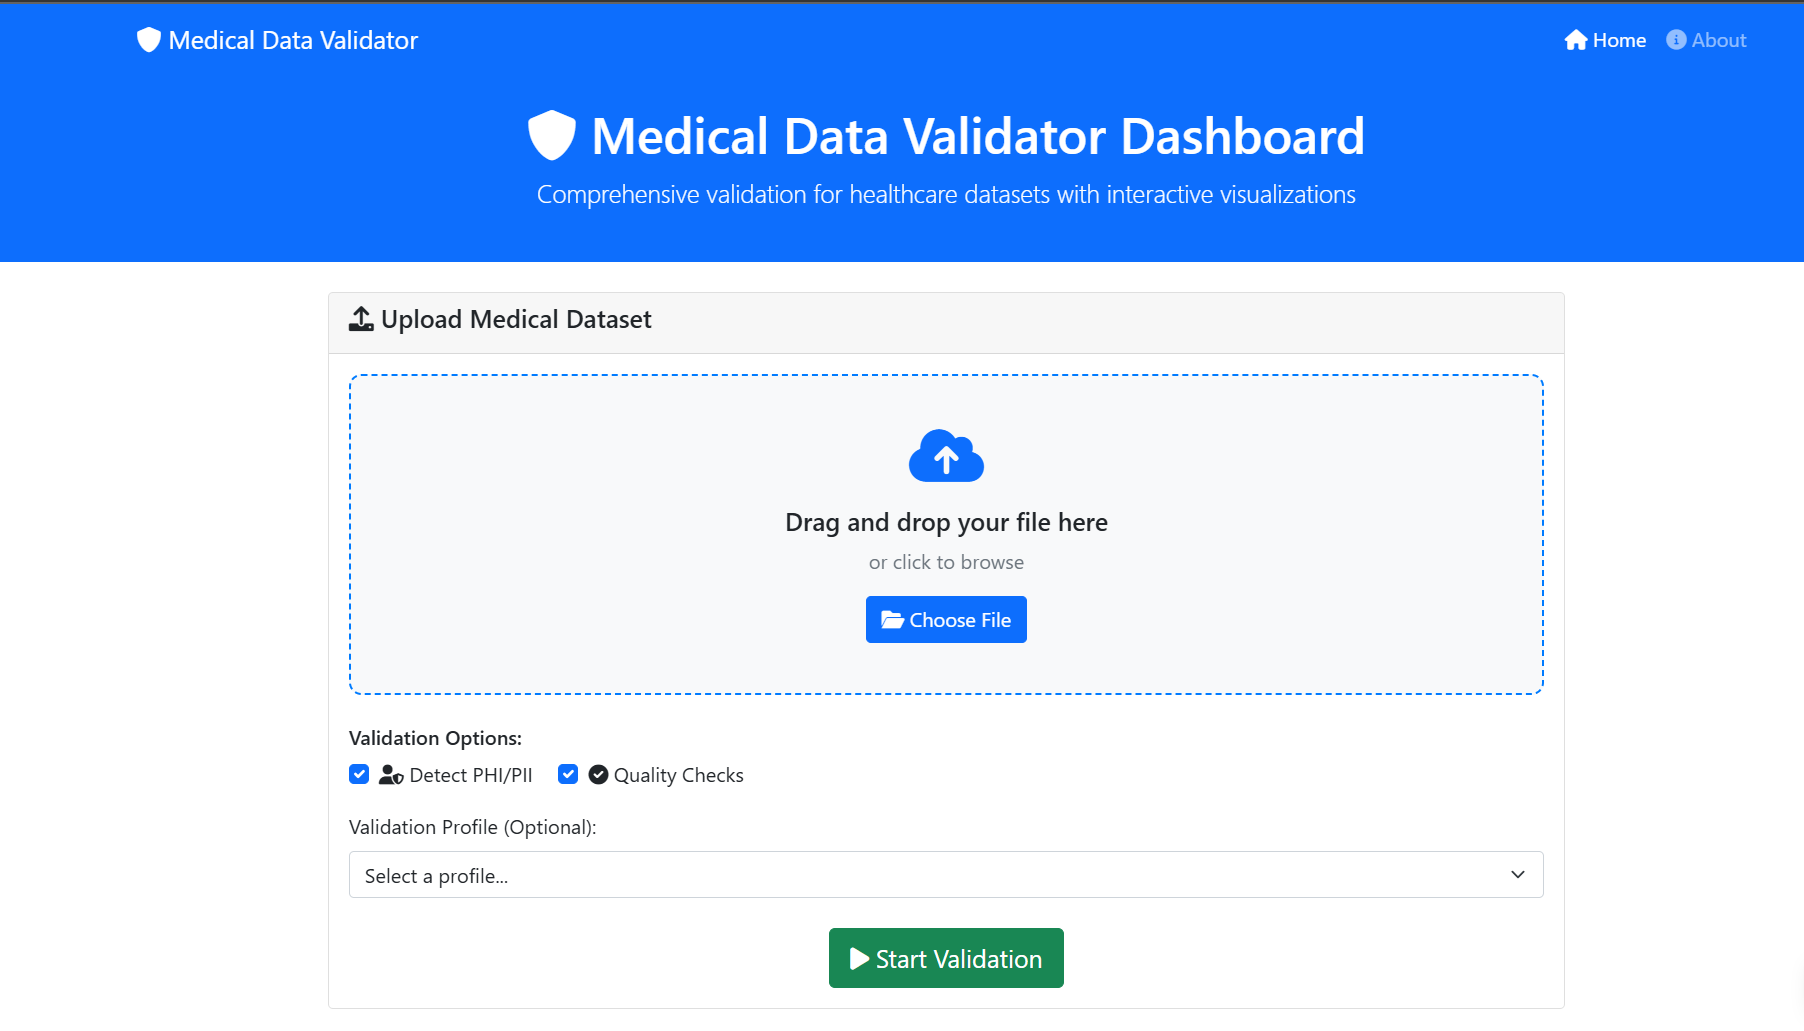 Medical Data Validator
Home
About
Medical Data Validator Dashboard
Comprehensive validation for healthcare datasets with interactive visualizations
Upload Medical Dataset
Drag and drop your file here
or click to browse
Choose File
Validation Options:
Detect PHI/PII
Quality Checks
Validation Profile (Optional):
Select a profile...
Start Validation